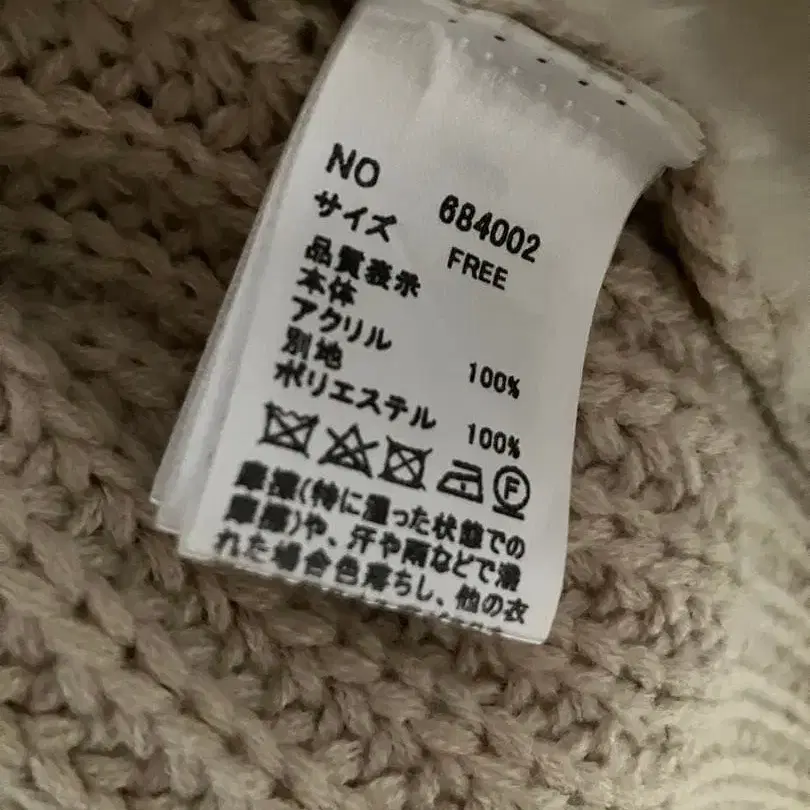 NO 684002
サイズ FREE
品質表示
本体
アクリル 100%
別地
ポリエステル 100%
F
摩擦(特に湿った状態での
摩擦)や、汗や雨などで濡
れた場合色落ちし、他の衣